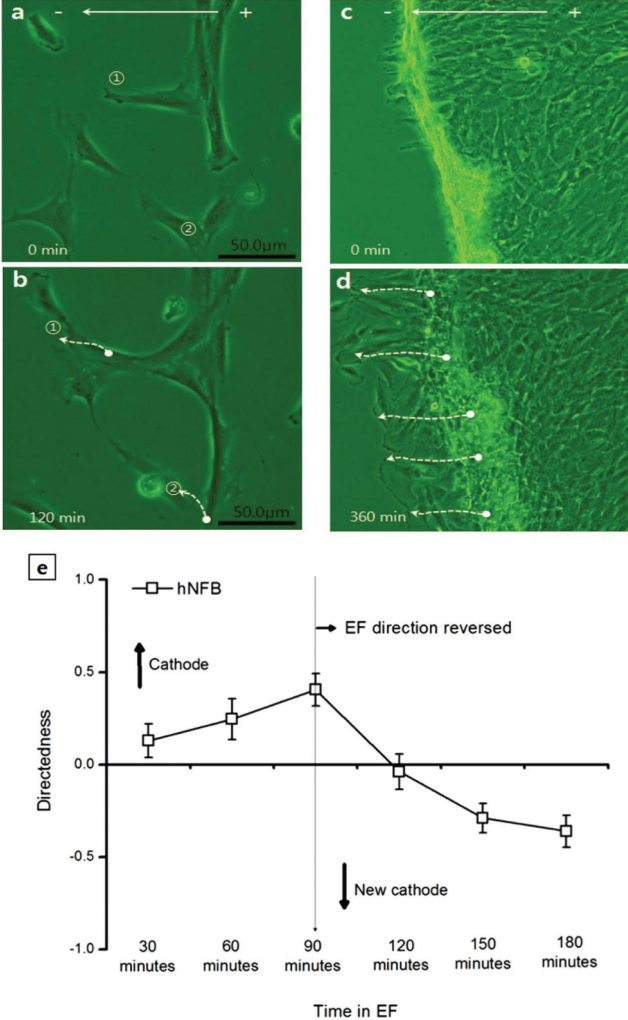 a
- +
①
②
0 min
50.0µm
c
- +
0 min
b
①
②
120 min
50.0µm
d
360 min
e
1.0
0.5
0.0
-0.5
-1.0
Directedness
hNFB
EF direction reversed
Cathode
New cathode
30 minutes
60 minutes
90 minutes
120 minutes
150 minutes
180 minutes
Time in EF